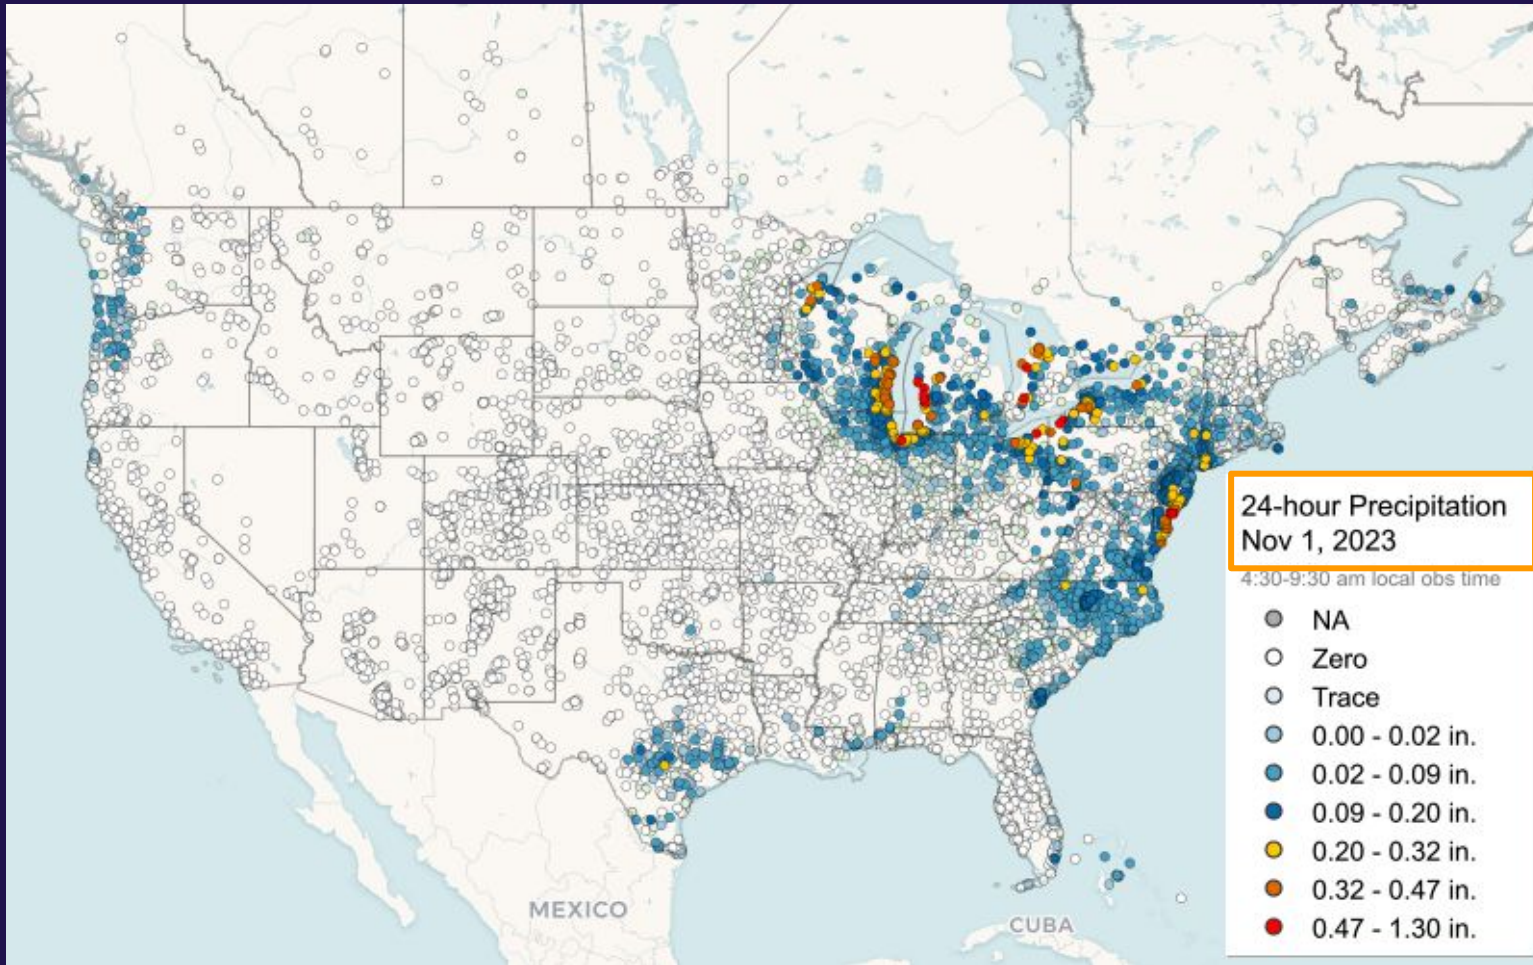 24-hour Precipitation
Nov 1, 2023
4:30-9:30 am local obs time
NA
Zero
Trace
0.00 - 0.02 in.
0.02 - 0.09 in.
0.09 - 0.20 in.
0.20 - 0.32 in.
0.32 - 0.47 in.
0.47 - 1.30 in.
MEXICO
CUBA